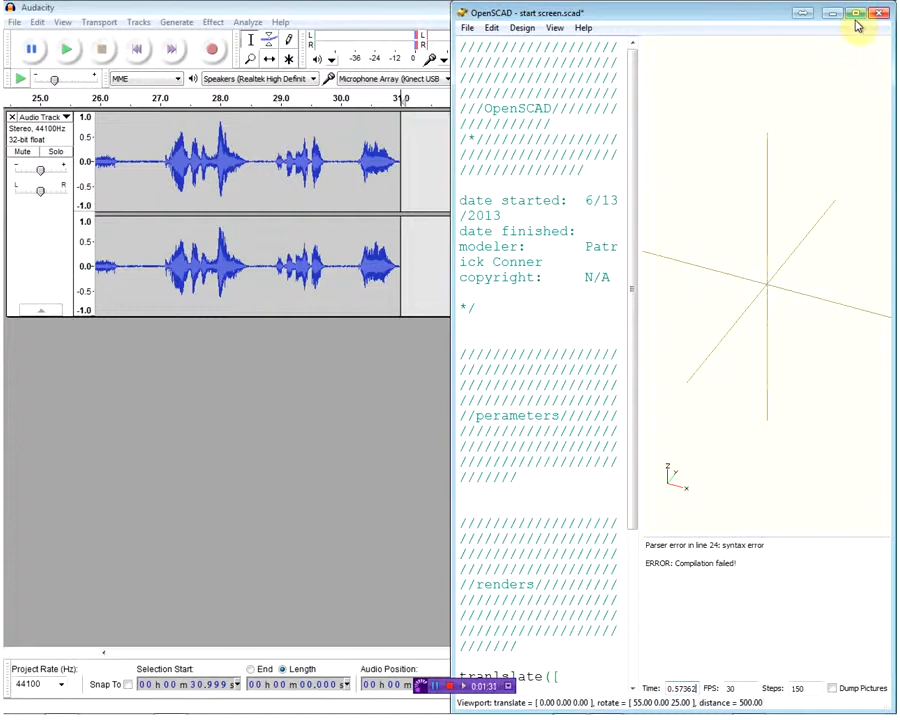 Audacity
File Edit View Transport Tracks Generate Effect Analyze Help
L
R
-36 -24 -12 0
L
R
MME
Speakers (Realtek High Definit
Microphone Array (Kinect USB
25.0 26.0 27.0 28.0 29.0 30.0 31.0
Audio Track
Stereo, 44100Hz
32-bit float
Mute Solo
- +
L R
1.0
0.5
0.0
-0.5
-1.0
1.0
0.5
0.0
-0.5
-1.0
Project Rate (Hz):
44100
Snap To
Selection Start:
00 h 00 m 30.999 s
End Length
00 h 00 m 00.000 s
Audio Position:
00 h 00 m
0:01:31
OpenSCAD - start screen.scad*
File Edit Design View Help
///////////////////
///////////////////
///////////////////
///////////////////
///OpenSCAD////////
///////////
/*/////////////////
///////////////////
///////////////
date started: 6/13
/2013
date finished:
modeler: Patr
ick Conner
copyright: N/A
*/
///////////////////
///////////////////
///////////////////
///////////////////
//perameters///////
///////////////////
///////////////////
///////////////////
///////
///////////////////
///////////////////
///////////////////
///////////////////
//renders//////////
///////////////////
///////////////////
///////////////////
///////
translate([
Z
Y
X
Parser error in line 24: syntax error
ERROR: Compilation failed!
Time: 0.57362 FPS: 30 Steps: 150 Dump Pictures
Viewport: translate = [ 0.00 0.00 0.00 ], rotate = [ 55.00 0.00 25.00 ], distance = 500.00